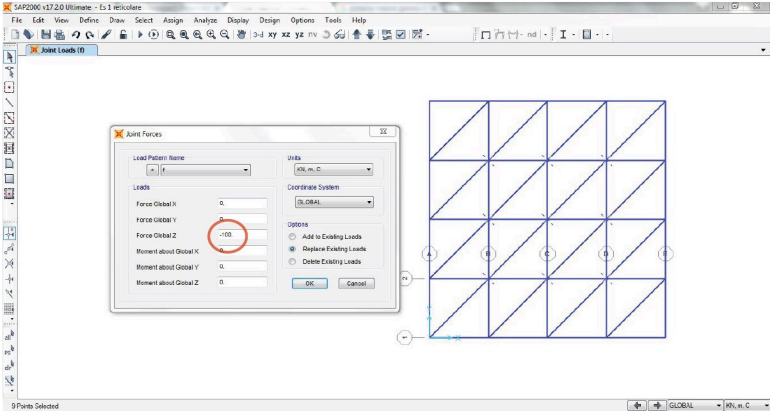 SAP2000 v17.2.0 Ultimate - Es 1 reticolare
File Edit View Define Draw Select Assign Analyze Display Design Options Tools Help
3-d xy xz yz nv
nd
Joint Loads (f)
Joint Forces
Load Pattern Name
f
Units
KN, m, C
Loads
Force Global X 0.
Force Global Y 0.
Force Global Z -100.
Moment about Global X 0.
Moment about Global Y 0.
Moment about Global Z 0.
Coordinate System
GLOBAL
Options
Add to Existing Loads
Replace Existing Loads
Delete Existing Loads
OK Cancel
A B C D E
2
1
X
9 Points Selected
GLOBAL KN, m, C